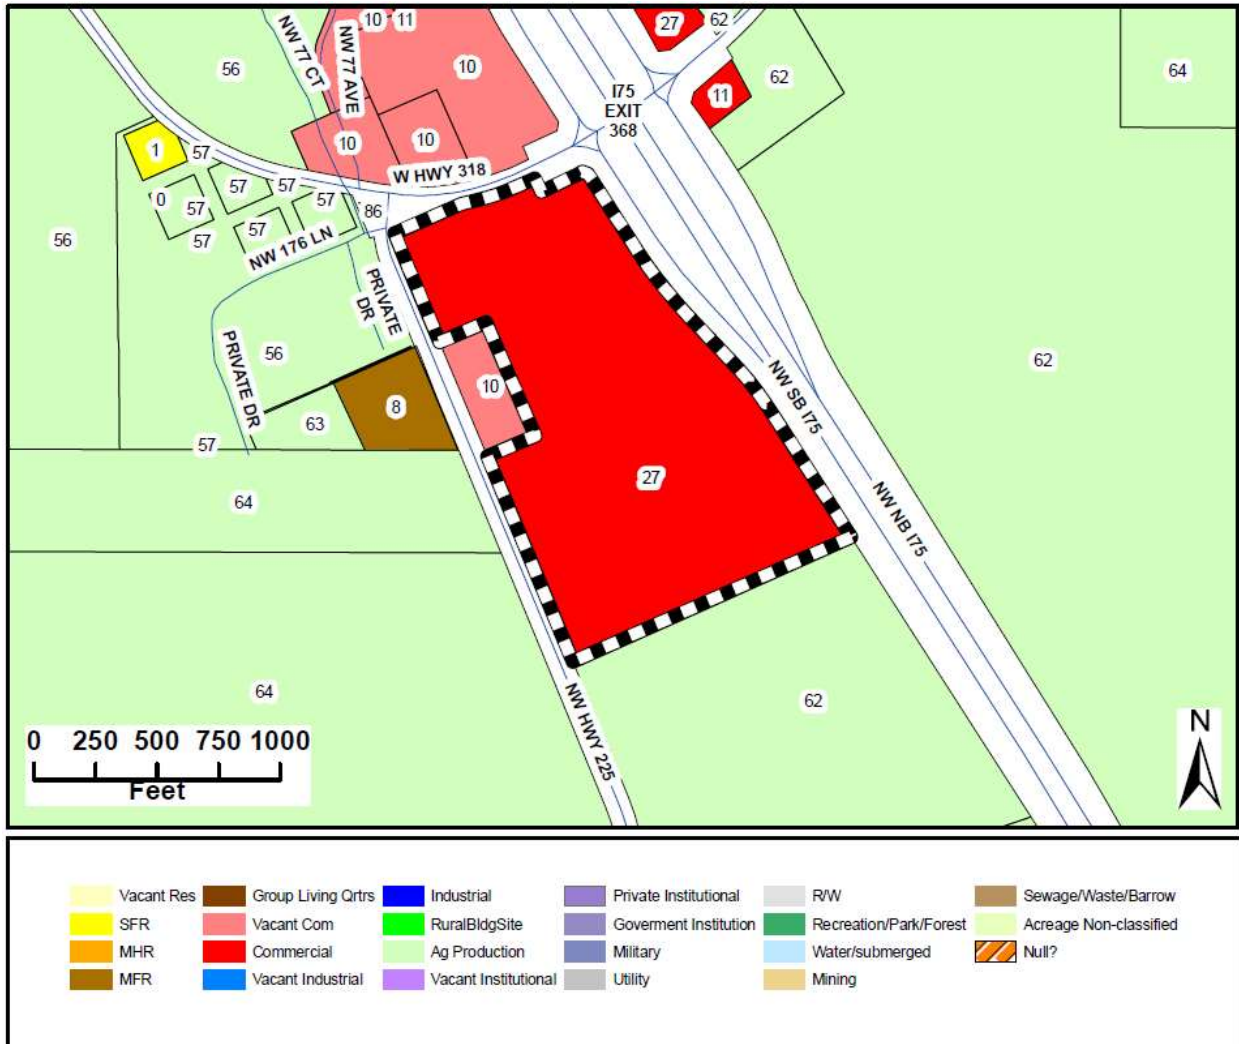 10 11
27
62
NW 77 CT
NW 77 AVE
56
10
64
62
I75
EXIT
368
11
1
57
10
10
W HWY 318
57
57
0
57
57
86
57
57
NW 176 LN
56
PRIVATE
DR
PRIVATE DR
56
62
NW SB I75
10
8
63
57
27
64
NW NB I75
64
62
NW HWY 225
N
0 250 500 750 1000
Feet
Vacant Res
Group Living Qrtrs
Industrial
Private Institutional
R/W
Sewage/Waste/Barrow
SFR
Vacant Com
RuralBldgSite
Goverment Institution
Recreation/Park/Forest
Acreage Non-classified
MHR
Commercial
Ag Production
Military
Water/submerged
Null?
MFR
Vacant Industrial
Vacant Institutional
Utility
Mining